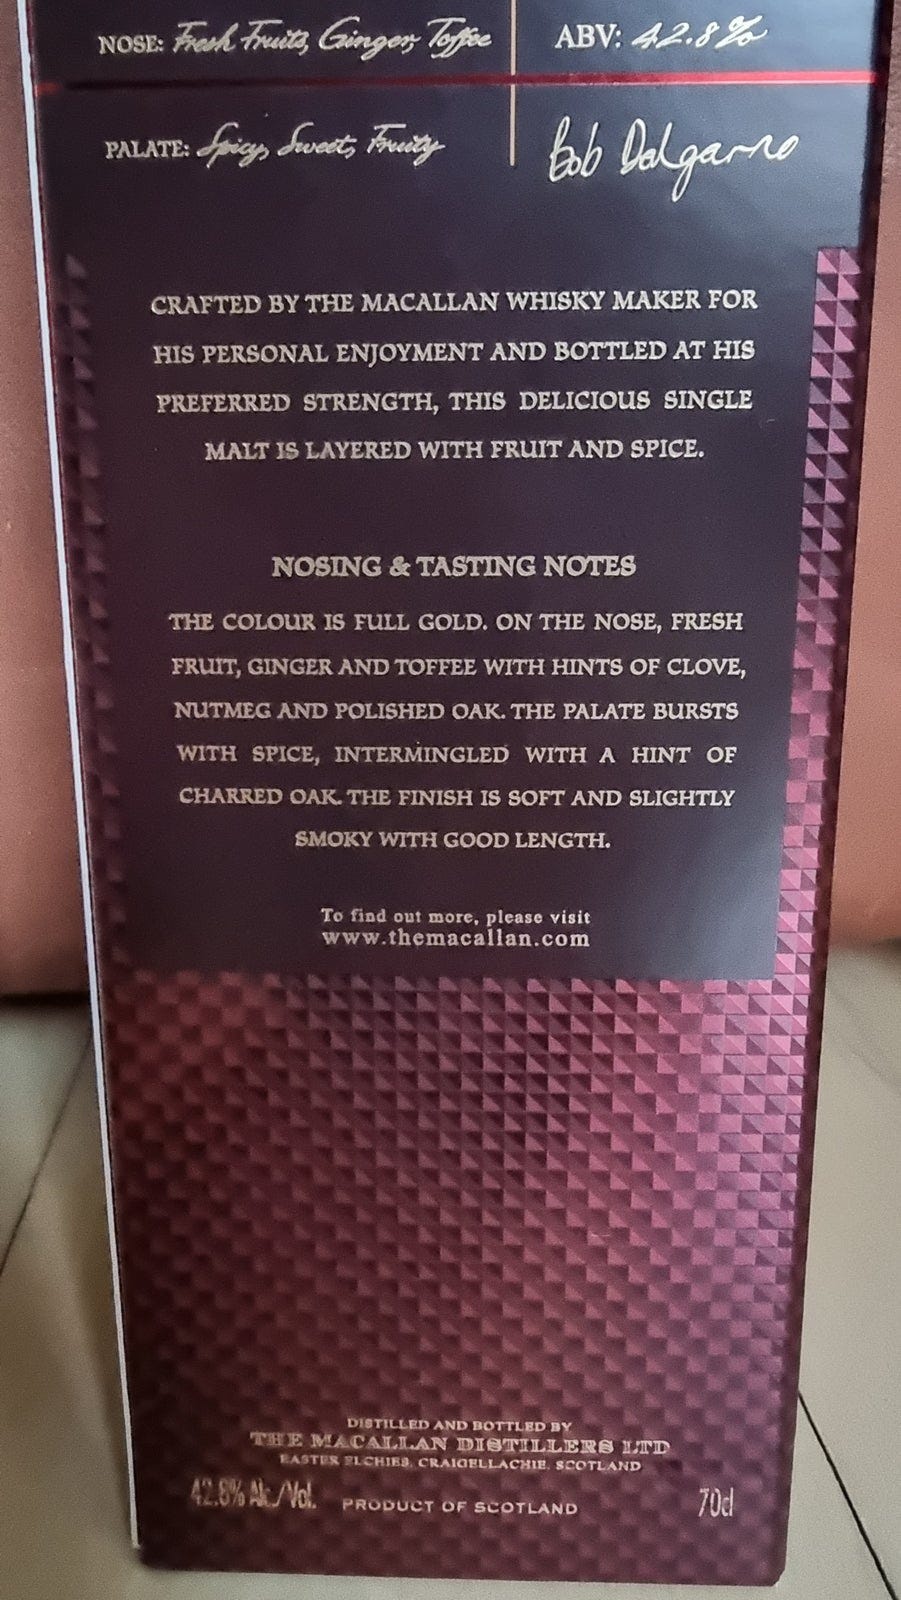 NOSE: Fresh Fruits, Ginger, Toffee ABV: 42.8%
PALATE: Spicy, Sweet, Fruity Bob Dalgarno
CRAFTED BY THE MACALLAN WHISKY MAKER FOR
HIS PERSONAL ENJOYMENT AND BOTTLED AT HIS
PREFERRED STRENGTH, THIS DELICIOUS SINGLE
MALT IS LAYERED WITH FRUIT AND SPICE.
NOSING & TASTING NOTES
THE COLOUR IS FULL GOLD. ON THE NOSE, FRESH
FRUIT, GINGER AND TOFFEE WITH HINTS OF CLOVE,
NUTMEG AND POLISHED OAK. THE PALATE BURSTS
WITH SPICE, INTERMINGLED WITH A HINT OF
CHARRED OAK. THE FINISH IS SOFT AND SLIGHTLY
SMOKY WITH GOOD LENGTH.
To find out more, please visit
www.themacallan.com
DISTILLED AND BOTTLED BY
THE MACALLAN DISTILLERS LTD
EASTER ELCHIES, CRAIGELLACHIE, SCOTLAND
42.8% Alc./Vol. PRODUCT OF SCOTLAND 70cl